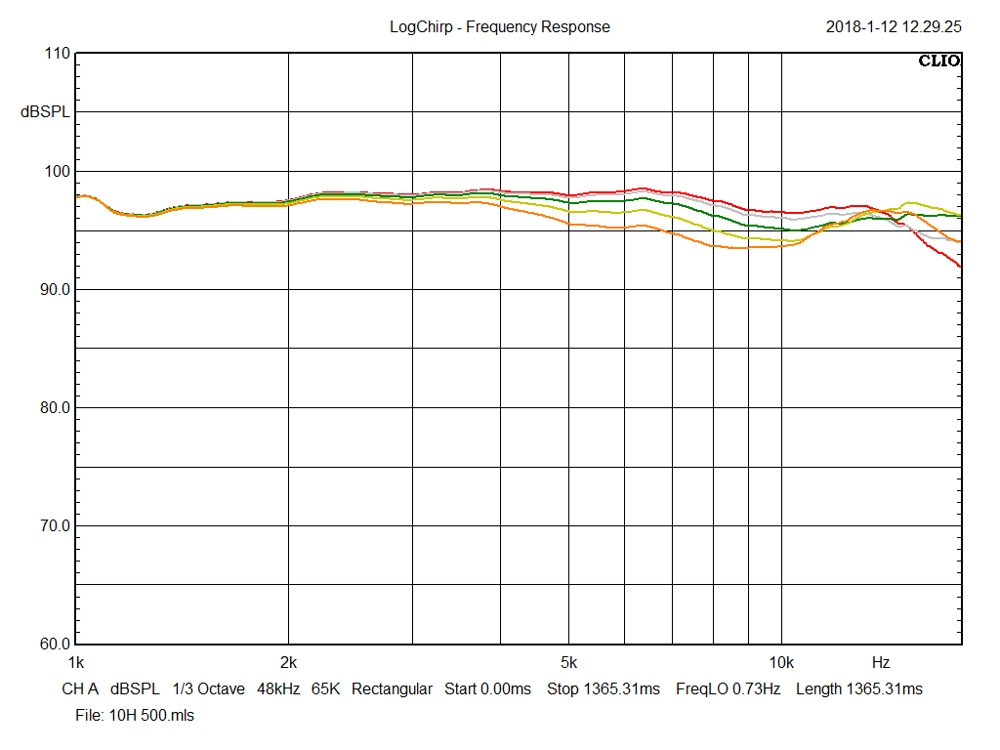 LogChirp - Frequency Response 2018-1-12 12.29.25
110 CLIO
dBSPL
100
90.0
80.0
70.0
60.0
1k 2k 5k 10k Hz
CH A dBSPL 1/3 Octave 48kHz 65K Rectangular Start 0.00ms Stop 1365.31ms FreqLO 0.73Hz Length 1365.31ms
File: 10H 500.mls